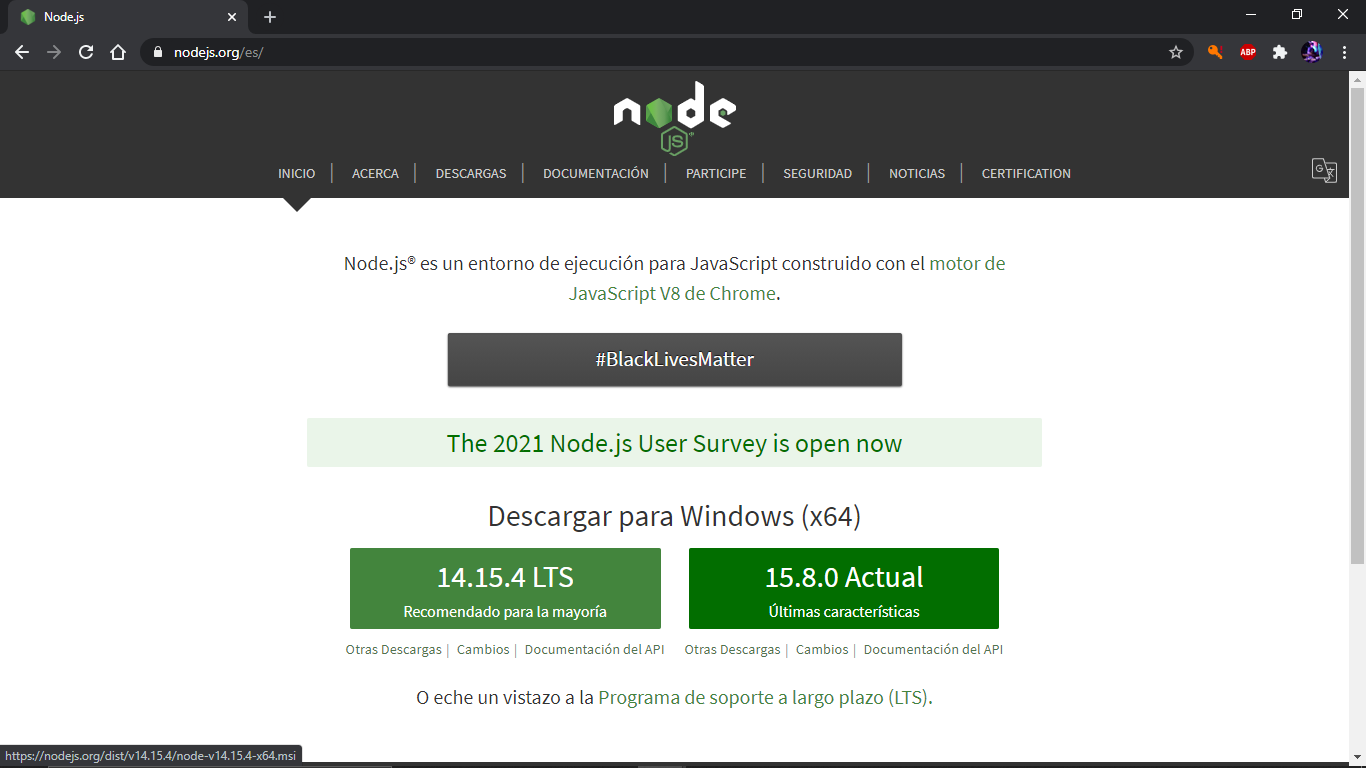 Node.js
nodejs.org/es/
ABP
node
JS
INICIO | ACERCA | DESCARGAS | DOCUMENTACIÓN | PARTICIPE | SEGURIDAD | NOTICIAS | CERTIFICATION
Node.js® es un entorno de ejecución para JavaScript construido con el motor de
JavaScript V8 de Chrome.
#BlackLivesMatter
The 2021 Node.js User Survey is open now
Descargar para Windows (x64)
14.15.4 LTS
Recomendado para la mayoría
15.8.0 Actual
Últimas características
Otras Descargas | Cambios | Documentación del API
Otras Descargas | Cambios | Documentación del API
O eche un vistazo a la Programa de soporte a largo plazo (LTS).
https://nodejs.org/dist/v14.15.4/node-v14.15.4-x64.msi